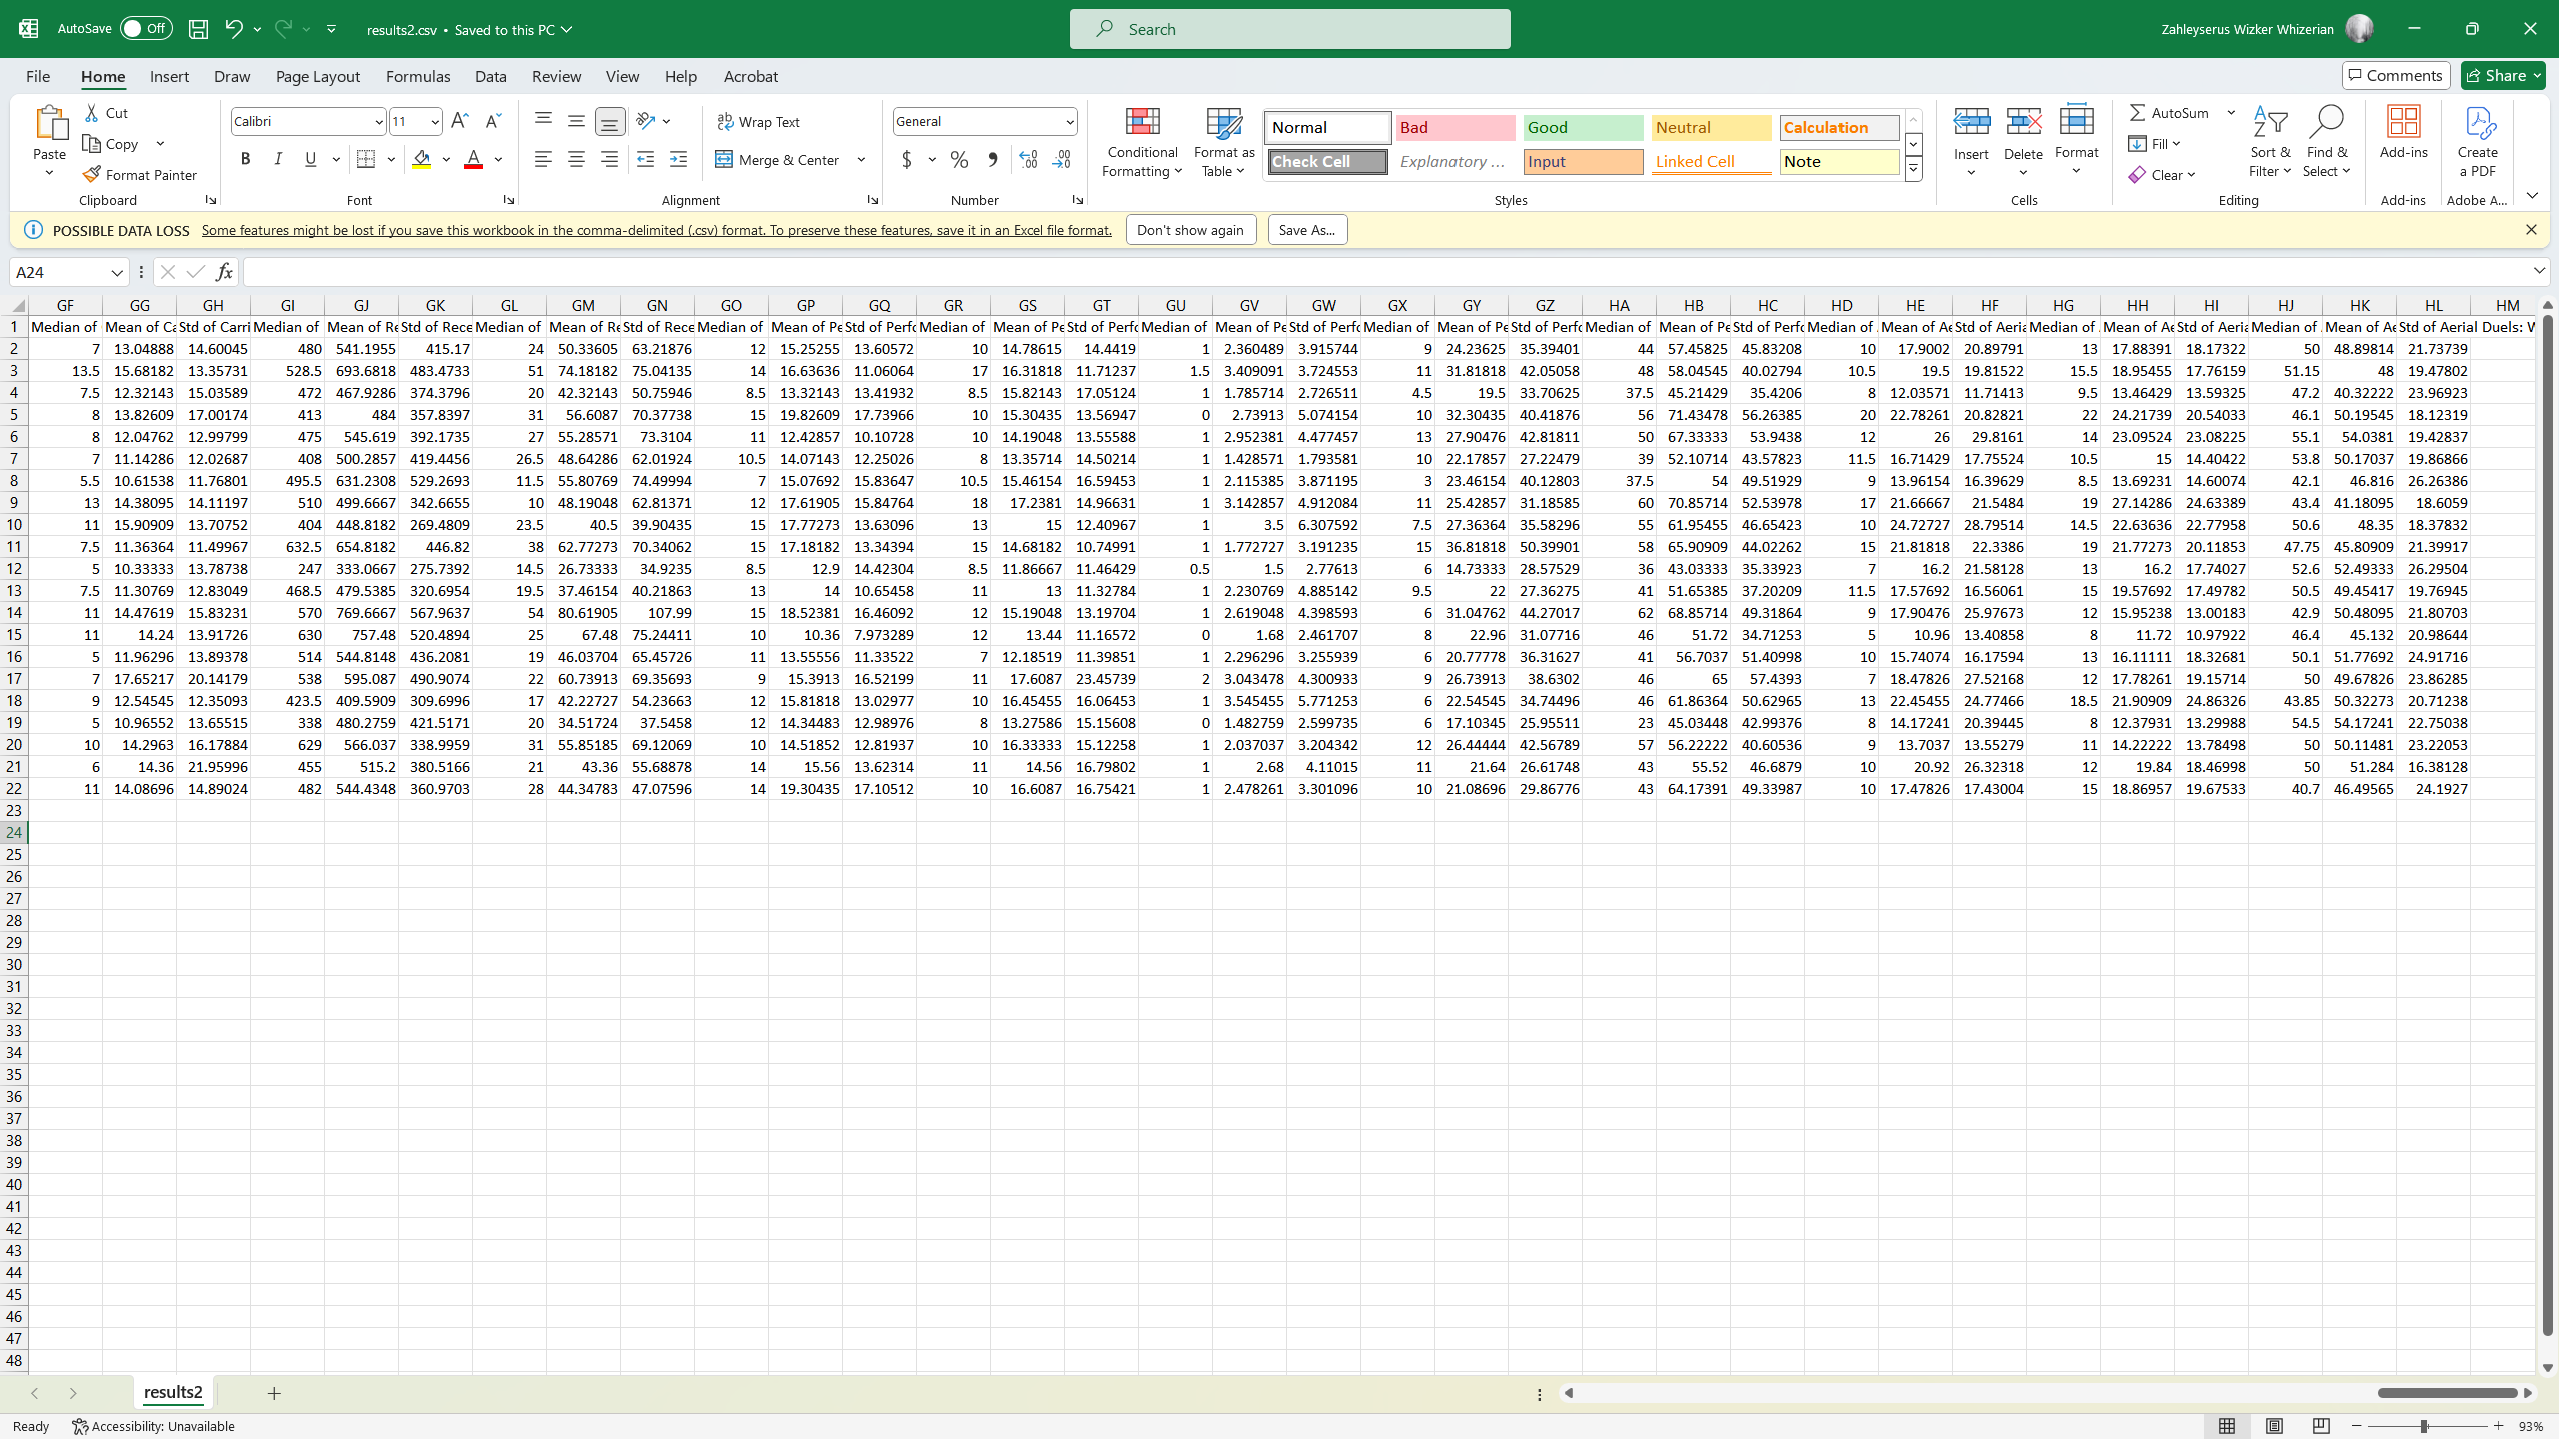 AutoSave Off results2.csv • Saved to this PC Search Zahleyserus Wizker Whizerian
File Home Insert Draw Page Layout Formulas Data Review View Help Acrobat Comments Share
Paste Cut Copy Format Painter Clipboard
Calibri 11 B I U A Font
Wrap Text Merge & Center Alignment
General $ % Number
Conditional Formatting Format as Table
Normal Bad Good Neutral Calculation
Check Cell Explanatory ... Input Linked Cell Note
Styles
Insert Delete Format Cells
AutoSum Fill Clear Sort & Filter Find & Select Editing
Add-ins Add-ins
Create a PDF Adobe A...
POSSIBLE DATA LOSS Some features might be lost if you save this workbook in the comma-delimited (.csv) format. To preserve these features, save it in an Excel file format. Don't show again Save As...
A24 fx
GF GG GH GI GJ GK GL GM GN GO GP GQ GR GS GT GU GV GW GX GY GZ HA HB HC HD HE HF HG HH HI HJ HK HL HM
1 Median of Mean of Ca Std of Carri Median of Mean of Re Std of Rece Median of Mean of Re Std of Rece Median of Mean of Pe Std of Perfo Median of Mean of Pe Std of Perfo Median of Mean of Pe Std of Perfo Median of Mean of Pe Std of Perfo Median of Mean of Pe Std of Perfo Median of Mean of Ae Std of Aeria Median of Mean of Ae Std of Aeria Median of Mean of Ae Std of Aerial Duels: W
2 7 13.04888 14.60045 480 541.1955 415.17 24 50.33605 63.21876 12 15.25255 13.60572 10 14.78615 14.4419 1 2.360489 3.915744 9 24.23625 35.39401 44 57.45825 45.83208 10 17.9002 20.89791 13 17.88391 18.17322 50 48.89814 21.73739
3 13.5 15.68182 13.35731 528.5 693.6818 483.4733 51 74.18182 75.04135 14 16.63636 11.06064 17 16.31818 11.71237 1.5 3.409091 3.724553 11 31.81818 42.05058 48 58.04545 40.02794 10.5 19.5 19.81522 15.5 18.95455 17.76159 51.15 48 19.47802
4 7.5 12.32143 15.03589 472 467.9286 374.3796 20 42.32143 50.75946 8.5 13.32143 13.41932 8.5 15.82143 17.05124 1 1.785714 2.726511 4.5 19.5 33.70625 37.5 45.21429 35.4206 8 12.03571 11.71413 9.5 13.46429 13.59325 47.2 40.32222 23.96923
5 8 13.82609 17.00174 413 484 357.8397 31 56.6087 70.37738 15 19.82609 17.73966 10 15.30435 13.56947 0 2.73913 5.074154 10 32.30435 40.41876 56 71.43478 56.26385 20 22.78261 20.82821 22 24.21739 20.54033 46.1 50.19545 18.12319
6 8 12.04762 12.99799 475 545.619 392.1735 27 55.28571 73.3104 11 12.42857 10.10728 10 14.19048 13.55588 1 2.952381 4.477457 13 27.90476 42.81811 50 67.33333 53.9438 12 26 29.8161 14 23.09524 23.08225 55.1 54.0381 19.42837
7 7 11.14286 12.02687 408 500.2857 419.4456 26.5 48.64286 62.01924 10.5 14.07143 12.25026 8 13.35714 14.50214 1 1.428571 1.793581 10 22.17857 27.22479 39 52.10714 43.57823 11.5 16.71429 17.75524 10.5 15 14.40422 53.8 50.17037 19.86866
8 5.5 10.61538 11.76801 495.5 631.2308 529.2693 11.5 55.80769 74.49994 7 15.07692 15.83647 10.5 15.46154 16.59453 1 2.115385 3.871195 3 23.46154 40.12803 37.5 54 49.51929 9 13.96154 16.39629 8.5 13.69231 14.60074 42.1 46.816 26.26386
9 13 14.38095 14.11197 510 499.6667 342.6655 10 48.19048 62.81371 12 17.61905 15.84764 18 17.2381 14.96631 1 3.142857 4.912084 11 25.42857 31.18585 60 70.85714 52.53978 17 21.66667 21.5484 19 27.14286 24.63389 43.4 41.18095 18.6059
10 11 15.90909 13.70752 404 448.8182 269.4809 23.5 40.5 39.90435 15 17.77273 13.63096 13 15 12.40967 1 3.5 6.307592 7.5 27.36364 35.58296 55 61.95455 46.65423 10 24.72727 28.79514 14.5 22.63636 22.77958 50.6 48.35 18.37832
11 7.5 11.36364 11.49967 632.5 654.8182 446.82 38 62.77273 70.34062 15 17.18182 13.34394 15 14.68182 10.74991 1 1.772727 3.191235 15 36.81818 50.39901 58 65.90909 44.02262 15 21.81818 22.3386 19 21.77273 20.11853 47.75 45.80909 21.39917
12 5 10.33333 13.78738 247 333.0667 275.7392 14.5 26.73333 34.9235 8.5 12.9 14.42304 8.5 11.86667 11.46429 0.5 1.5 2.77613 6 14.73333 28.57529 36 43.03333 35.33923 7 16.2 21.58128 13 16.2 17.74027 52.6 52.49333 26.29504
13 7.5 11.30769 12.83049 468.5 479.5385 320.6954 19.5 37.46154 40.21863 13 14 10.65458 11 13 11.32784 1 2.230769 4.885142 9.5 22 27.36275 41 51.65385 37.20209 11.5 17.57692 16.56061 15 19.57692 17.49782 50.5 49.45417 19.76945
14 11 14.47619 15.83231 570 769.6667 567.9637 54 80.61905 107.99 15 18.52381 16.46092 12 15.19048 13.19704 1 2.619048 4.398593 6 31.04762 44.27017 62 68.85714 49.31864 9 17.90476 25.97673 12 15.95238 13.00183 42.9 50.48095 21.80703
15 11 14.24 13.91726 630 757.48 520.4894 25 67.48 75.24411 10 10.36 7.973289 12 13.44 11.16572 0 1.68 2.461707 8 22.96 31.07716 46 51.72 34.71253 5 10.96 13.40858 8 11.72 10.97922 46.4 45.132 20.98644
16 5 11.96296 13.89378 514 544.8148 436.2081 19 46.03704 65.45726 11 13.55556 11.33522 7 12.18519 11.39851 1 2.296296 3.255939 6 20.77778 36.31627 41 56.7037 51.40998 10 15.74074 16.17594 13 16.11111 18.32681 50.1 51.77692 24.91716
17 7 17.65217 20.14179 538 595.087 490.9074 22 60.73913 69.35693 9 15.3913 16.52199 11 17.6087 23.45739 2 3.043478 4.300933 9 26.73913 38.6302 46 65 57.4393 7 18.47826 27.52168 12 17.78261 19.15714 50 49.67826 23.86285
18 9 12.54545 12.35093 423.5 409.5909 309.6996 17 42.22727 54.23663 12 15.81818 13.02977 10 16.45455 16.06453 1 3.545455 5.771253 6 22.54545 34.74496 46 61.86364 50.62965 13 22.45455 24.77466 18.5 21.90909 24.86326 43.85 50.32273 20.71238
19 5 10.96552 13.65515 338 480.2759 421.5171 20 34.51724 37.5458 12 14.34483 12.98976 8 13.27586 15.15608 0 1.482759 2.599735 6 17.10345 25.95511 23 45.03448 42.99376 8 14.17241 20.39445 8 12.37931 13.29988 54.5 54.17241 22.75038
20 10 14.2963 16.17884 629 566.037 338.9959 31 55.85185 69.12069 10 14.51852 12.81937 10 16.33333 15.12258 1 2.037037 3.204342 12 26.44444 42.56789 57 56.22222 40.60536 9 13.7037 13.55279 11 14.22222 13.78498 50 50.11481 23.22053
21 6 14.36 21.95996 455 515.2 380.5166 21 43.36 55.68878 14 15.56 13.62314 11 14.56 16.79802 1 2.68 4.11015 11 21.64 26.61748 43 55.52 46.6879 10 20.92 26.32318 12 19.84 18.46998 50 51.284 16.38128
22 11 14.08696 14.89024 482 544.4348 360.9703 28 44.34783 47.07596 14 19.30435 17.10512 10 16.6087 16.75421 1 2.478261 3.301096 10 21.08696 29.86776 43 64.17391 49.33987 10 17.47826 17.43004 15 18.86957 19.67533 40.7 46.49565 24.1927
23
24
25
26
27
28
29
30
31
32
33
34
35
36
37
38
39
40
41
42
43
44
45
46
47
48
results2
Ready Accessibility: Unavailable 93%